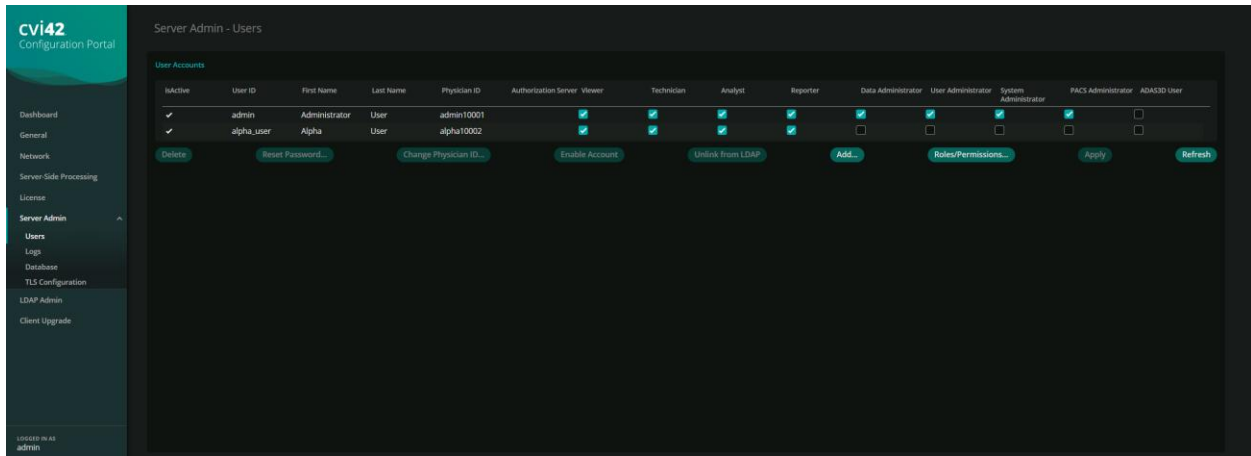 cvi42
Configuration Portal
Dashboard
General
Network
Server-Side Processing
License
Server Admin
Users
Logs
Database
TLS Configuration
LDAP Admin
Client Upgrade
LOGGED IN AS
admin
Server Admin - Users
User Accounts
IsActive User ID First Name Last Name Physician ID Authorization Server Viewer Technician Analyst Reporter Data Administrator User Administrator System Administrator PACS Administrator ADAS3D User
admin Administrator User admin10001
alpha_user Alpha User alpha10002
Delete Reset Password... Change Physician ID... Enable Account Unlink from LDAP Add... Roles/Permissions... Apply Refresh